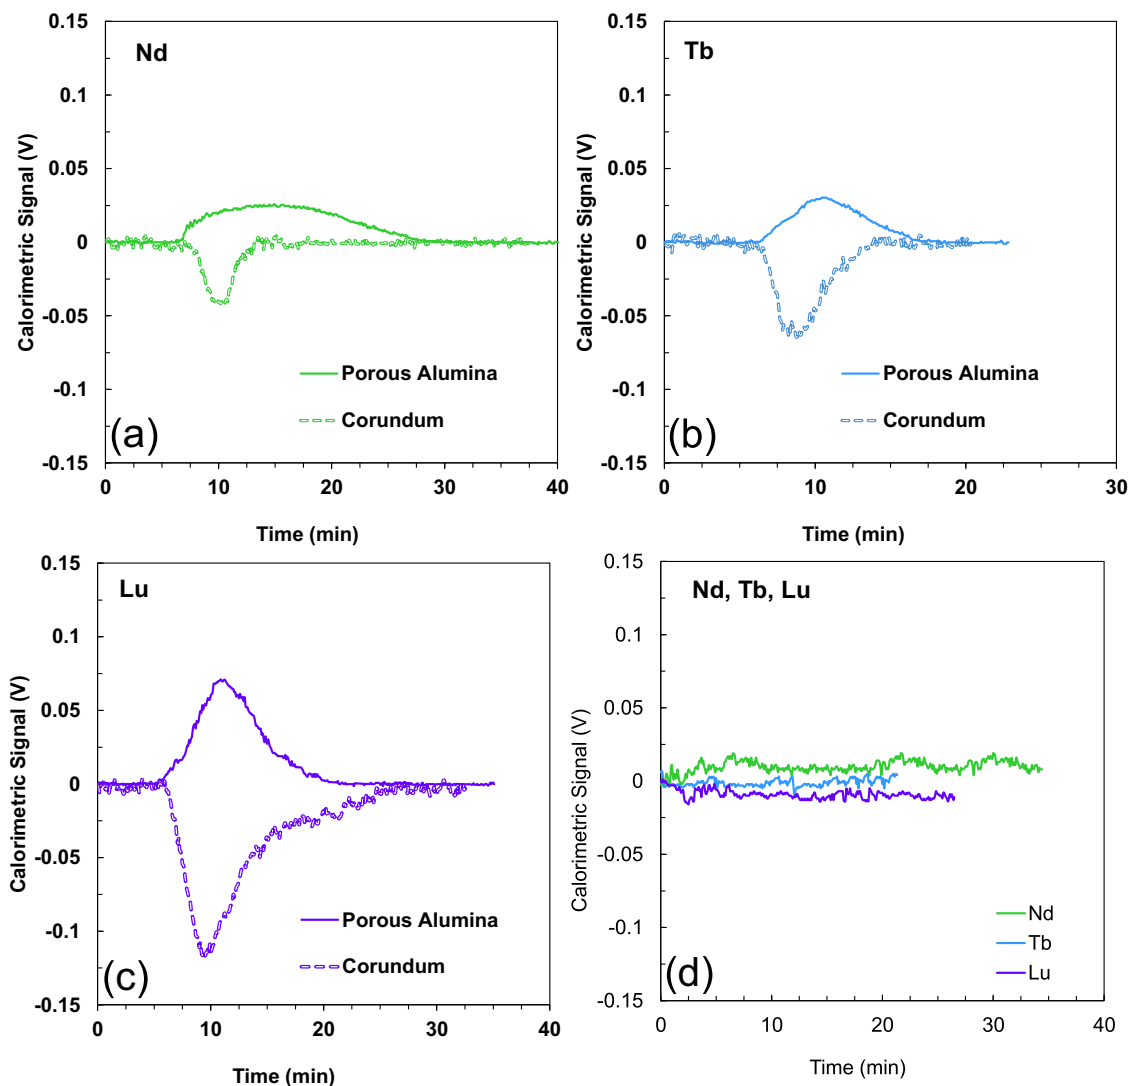 Nd
0.15
0.1
0.05
0
-0.05
-0.1
-0.15
Calorimetric Signal (V)
Porous Alumina
Corundum
(a)
0
10
20
30
40
Time (min)
Tb
0.15
0.1
0.05
0
-0.05
-0.1
-0.15
Calorimetric Signal (V)
Porous Alumina
Corundum
(b)
0
10
20
30
Time (min)
Lu
0.15
0.1
0.05
0
-0.05
-0.1
-0.15
Calorimetric Signal (V)
Porous Alumina
Corundum
(c)
0
10
20
30
40
Time (min)
Nd, Tb, Lu
0.15
0.1
0.05
0
-0.05
-0.1
-0.15
Calorimetric Signal (V)
Nd
Tb
Lu
(d)
0
10
20
30
40
Time (min)